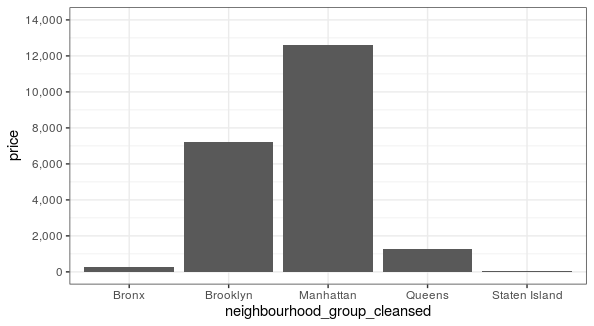 14,000
12,000
10,000
8,000
6,000
4,000
2,000
0
price
Bronx Brooklyn Manhattan Queens Staten Island
neighbourhood_group_cleansed